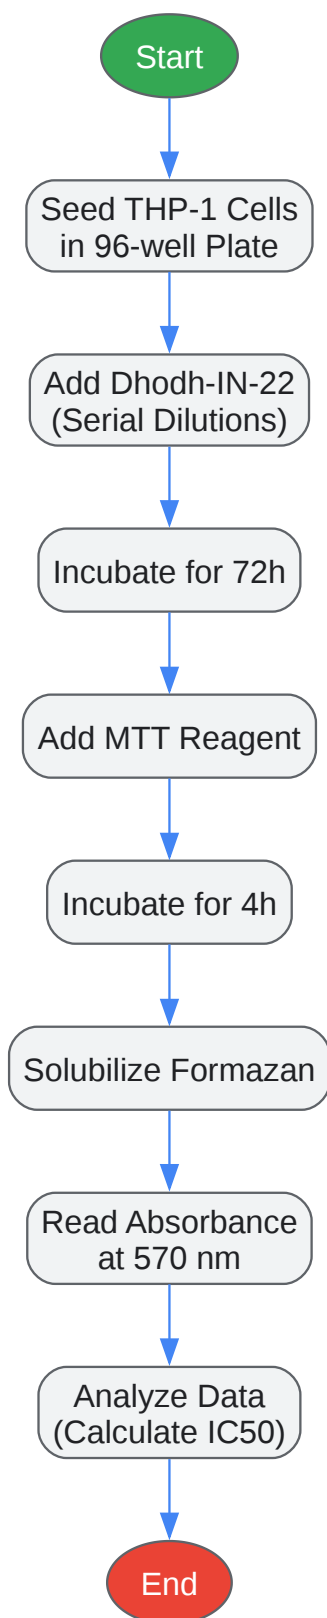 Start
Seed THP-1 Cells
in 96-well Plate
Add Dhodh-IN-22
(Serial Dilutions)
Incubate for 72h
Add MTT Reagent
Incubate for 4h
Solubilize Formazan
Read Absorbance
at 570 nm
Analyze Data
(Calculate IC50)
End